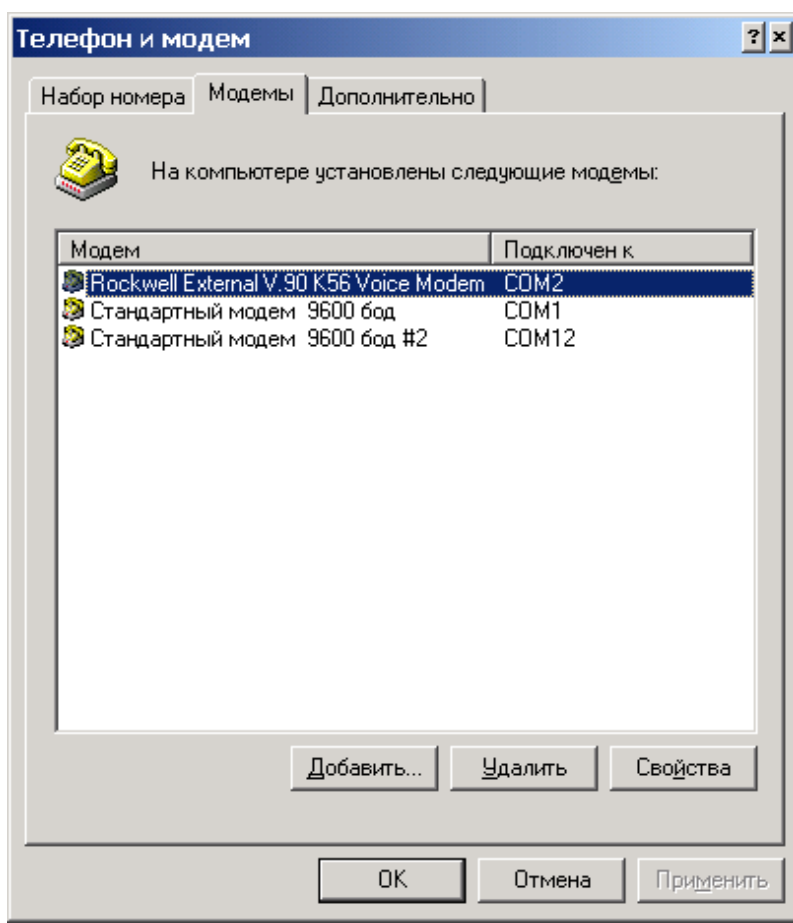 Телефон и модем
Набор номера Модемы Дополнительно
На компьютере установлены следующие модемы:
Модем Подключен к
Rockwell External V.90 K56 Voice Modem COM2
Стандартный модем 9600 бод COM1
Стандартный модем 9600 бод #2 COM12
Добавить... Удалить Свойства
OK Отмена Применить